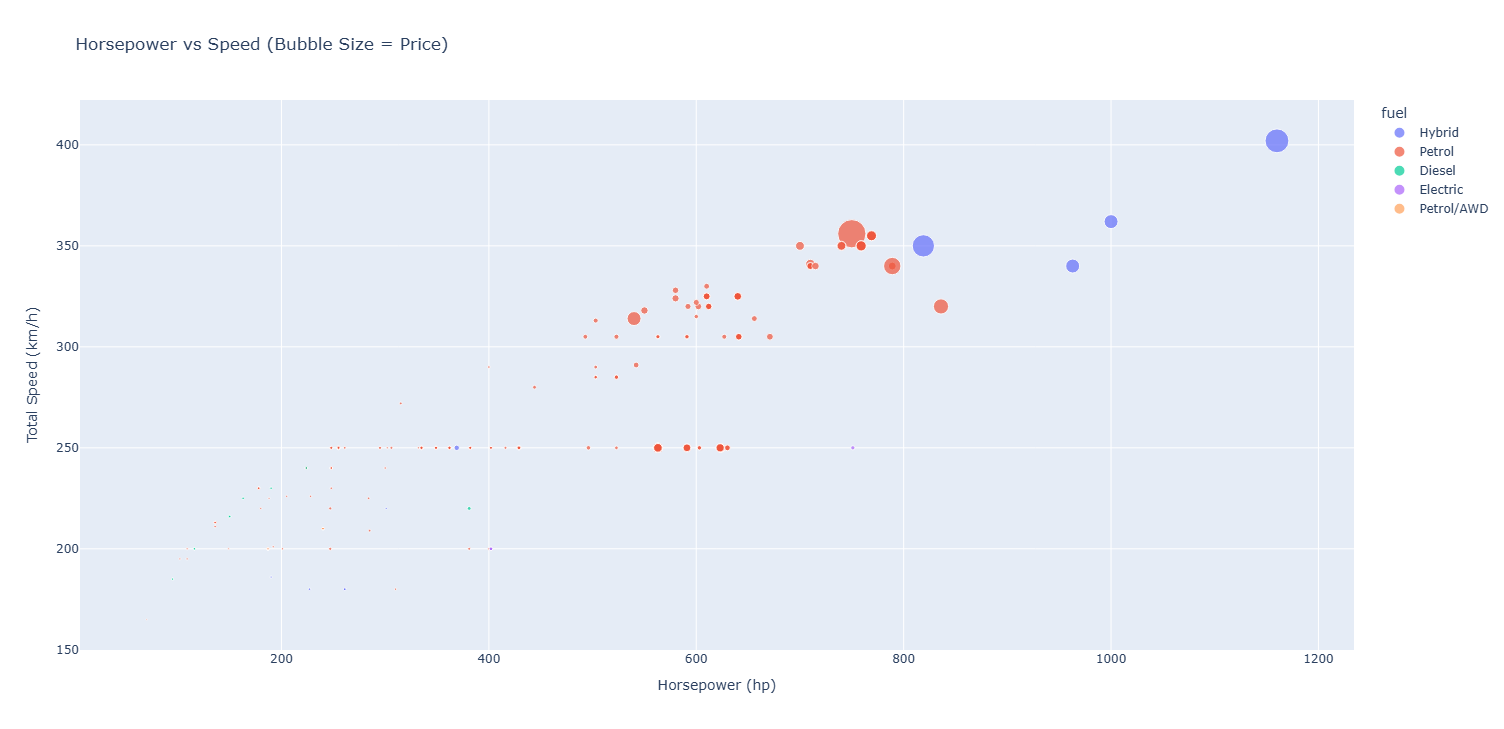 Horsepower vs Speed (Bubble Size = Price)
fuel
Hybrid
Petrol
Diesel
Electric
Petrol/AWD
Total Speed (km/h)
400
350
300
250
200
150
200 400 600 800 1000 1200
Horsepower (hp)